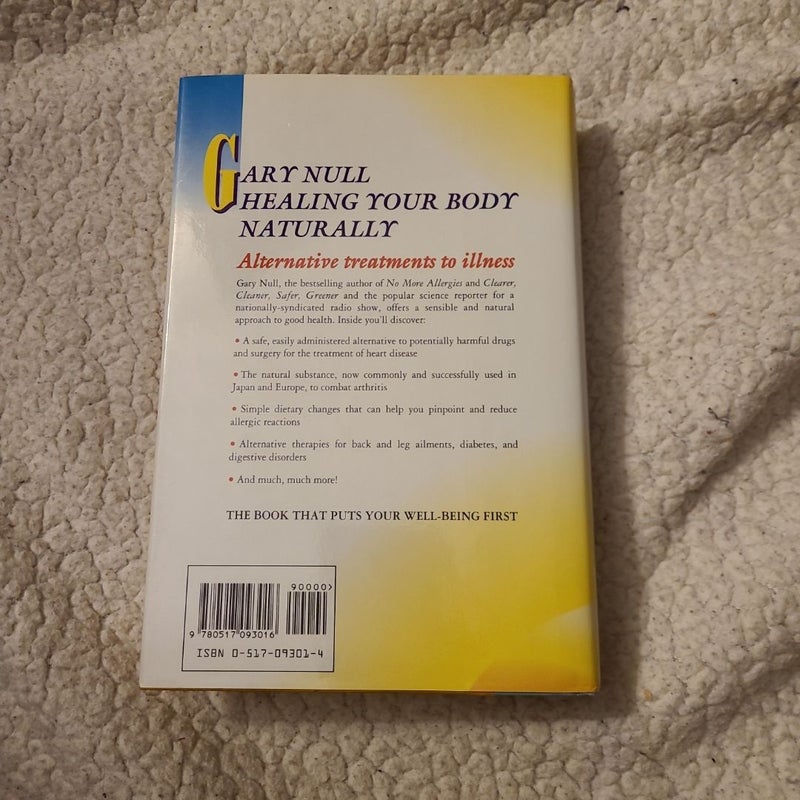 GARY NULL
HEALING YOUR BODY
NATURALLY
Alternative treatments to illness
Gary Null, the bestselling author of No More Allergies and Clearer,
Cleaner, Safer, Greener and the popular science reporter for a
nationally-syndicated radio show, offers a sensible and natural
approach to good health. Inside you'll discover:
• A safe, easily administered alternative to potentially harmful drugs
and surgery for the treatment of heart disease
• The natural substance, now commonly and successfully used in
Japan and Europe, to combat arthritis
• Simple dietary changes that can help you pinpoint and reduce
allergic reactions
• Alternative therapies for back and leg ailments, diabetes, and
digestive disorders
• And much, much more!
THE BOOK THAT PUTS YOUR WELL-BEING FIRST
90000>
9 780517 093016
ISBN 0-517-09301-4